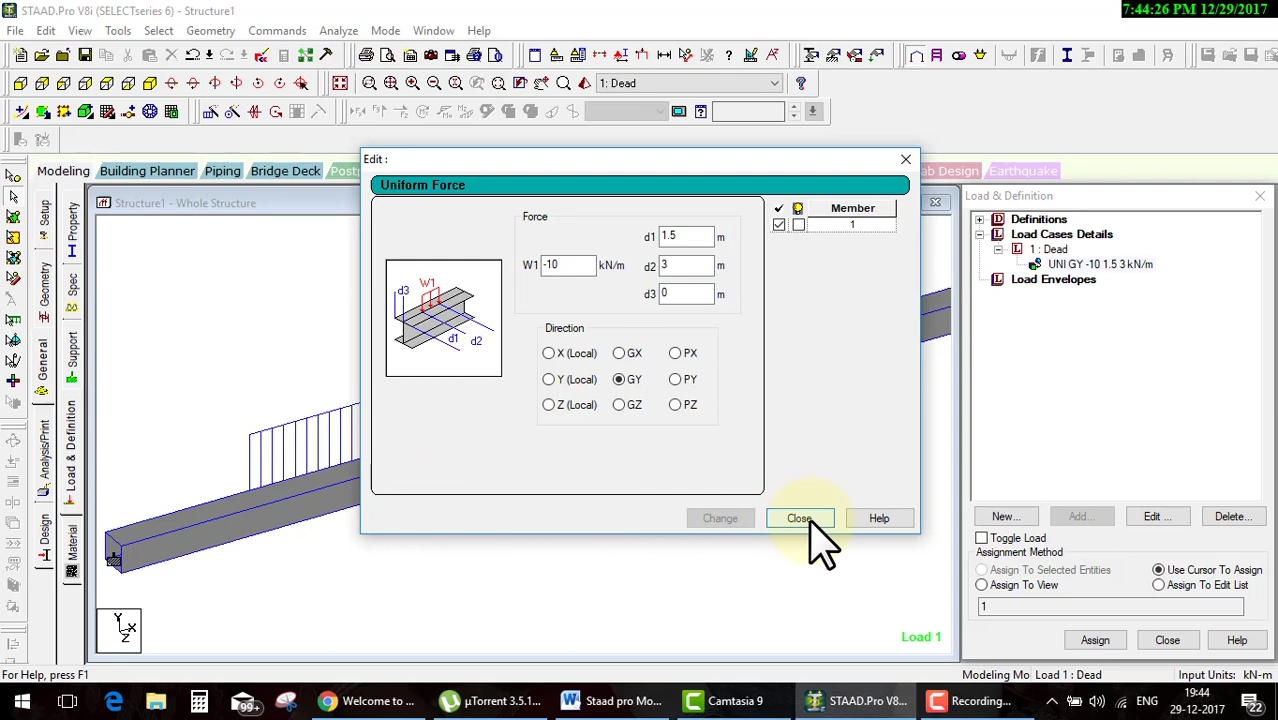 STAAD.Pro V8i (SELECTseries 6) - Structure1
7:44:26 PM 12/29/2017
File Edit View Tools Select Geometry Commands Analyze Mode Window Help
1: Dead
Modeling Building Planner Piping Bridge Deck
Earthquake
Structure1 - Whole Structure
Setup
Geometry
General
Analysis/Print
Design
Property
Spec
Support
Load & Definition
Material
Edit :
Uniform Force
Force
d1 1.5 m
W1 -10 kN/m
d2 3 m
d3 0 m
Member
1
d3 W1 d1 d2
Direction
X (Local) GX PX
Y (Local) GY PY
Z (Local) GZ PZ
Change Close Help
Load & Definition
Definitions
Load Cases Details
1 : Dead
UNI GY -10 1.5 3 kN/m
Load Envelopes
New... Add... Edit ... Delete...
Toggle Load
Assignment Method
Assign To Selected Entities Use Cursor To Assign
Assign To View Assign To Edit List
1
Assign Close Help
Y X Z
Load 1
For Help, press F1
Modeling Mo Load 1 : Dead Input Units: kN-m
99+ Welcome to ... µTorrent 3.5.1... Staad pro Mo... Camtasia 9 STAAD.Pro V8... Recording... ENG 19:44 29-12-2017 22